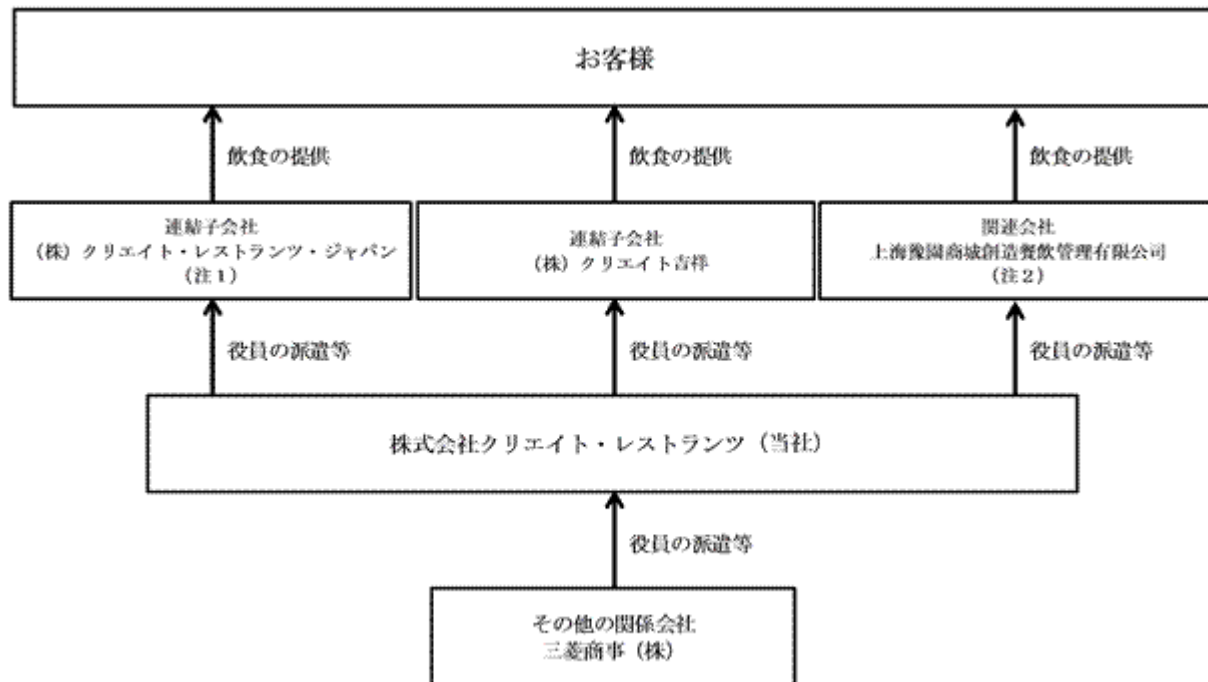 お客様
飲食の提供
飲食の提供
飲食の提供
連結子会社
（株）クリエイト・レストランツ・ジャパン
（注１）
連結子会社
（株）クリエイト吉祥
関連会社
上海豫園商城創造餐飲管理有限公司
（注２）
役員の派遣等
役員の派遣等
役員の派遣等
株式会社クリエイト・レストランツ（当社）
役員の派遣等
その他の関係会社
三菱商事（株）